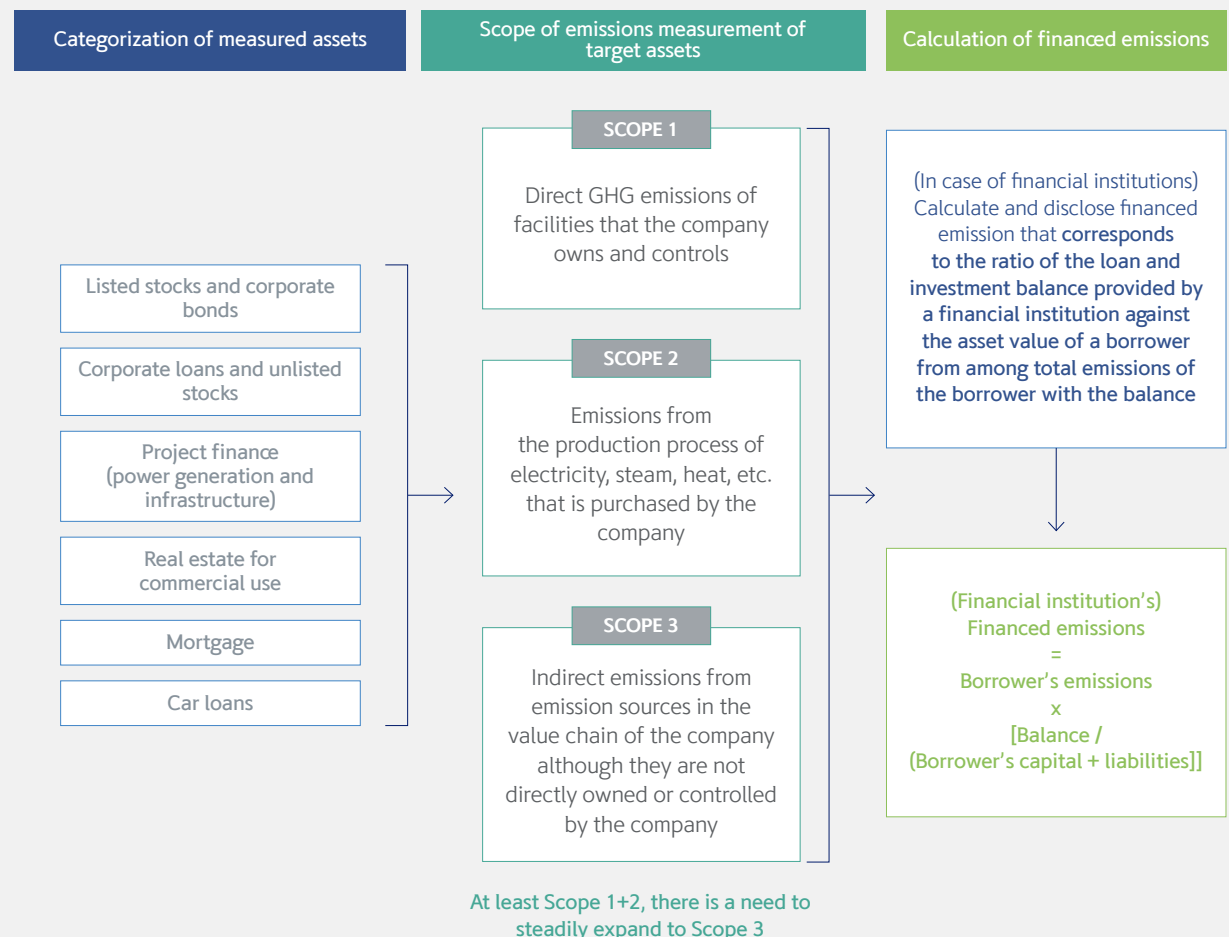 Categorization of measured assets
Scope of emissions measurement of
target assets
Calculation of financed emissions
Listed stocks and corporate
bonds
Corporate loans and unlisted
stocks
Project finance
(power generation and
infrastructure)
Real estate for
commercial use
Mortgage
Car loans
SCOPE 1
Direct GHG emissions of
facilities that the company
owns and controls
SCOPE 2
Emissions from
the production process of
electricity, steam, heat, etc.
that is purchased by the
company
SCOPE 3
Indirect emissions from
emission sources in the
value chain of the company
although they are not
directly owned or controlled
by the company
At least Scope 1+2, there is a need to
steadily expand to Scope 3
(In case of financial institutions)
Calculate and disclose financed
emission that corresponds
to the ratio of the loan and
investment balance provided by
a financial institution against
the asset value of a borrower
from among total emissions of
the borrower with the balance
(Financial institution's)
Financed emissions
=
Borrower's emissions
x
[Balance /
(Borrower's capital + liabilities]]